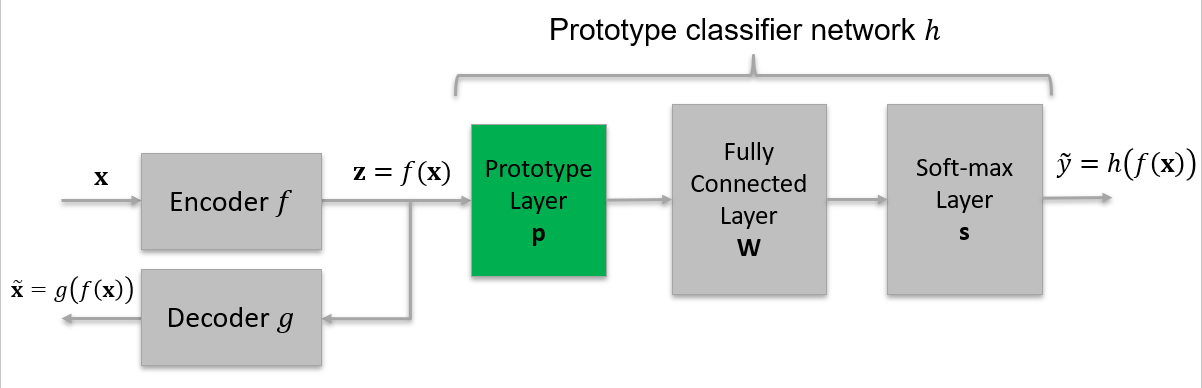 Prototype classifier network h
x
Encoder f
z = f(x)
Prototype
Layer
p
Fully
Connected
Layer
W
Soft-max
Layer
s
ỹ = h(f(x))
x̃ = g(f(x))
Decoder g